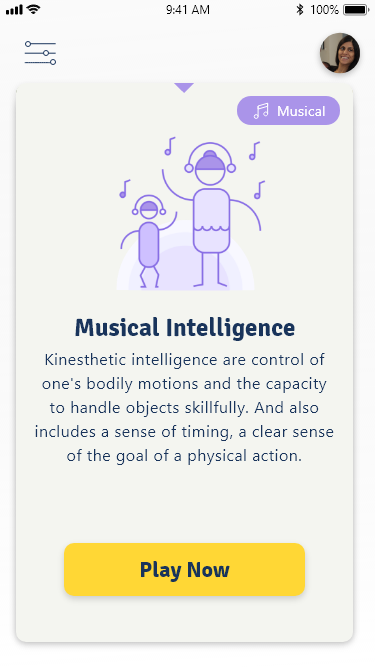 9:41 AM
100%
Musical
Musical Intelligence
Kinesthetic intelligence are control of
one's bodily motions and the capacity
to handle objects skillfully. And also
includes a sense of timing, a clear sense
of the goal of a physical action.
Play Now